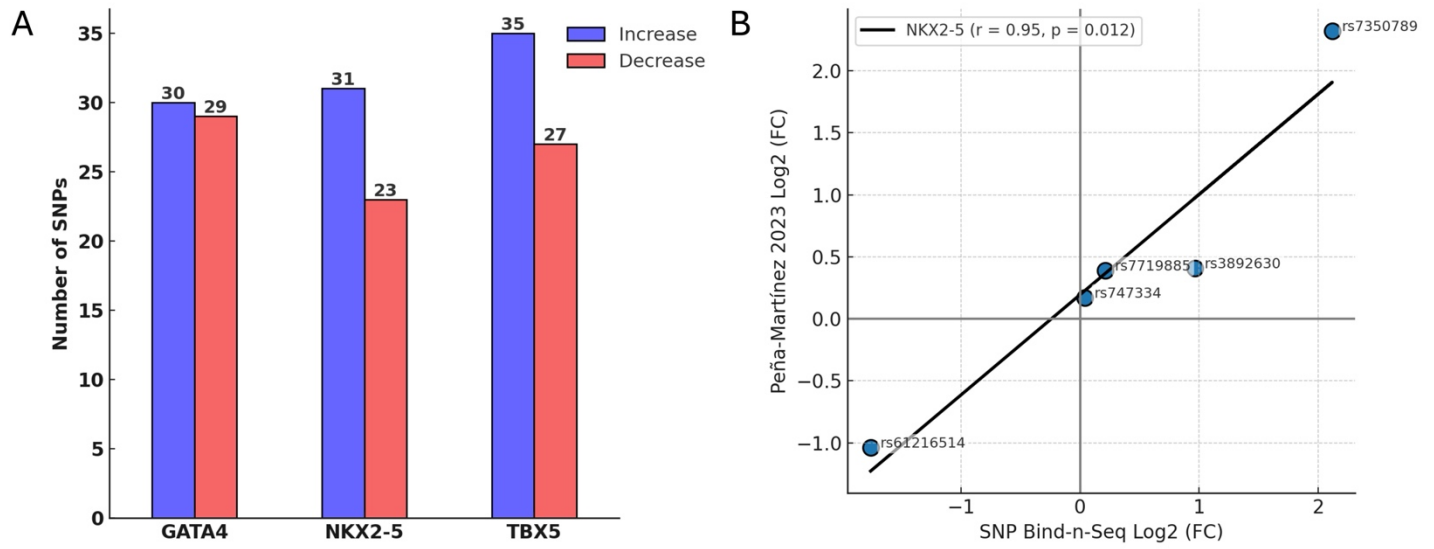 A
Number of SNPs
35
30
25
20
15
10
5
0
30
29
31
23
35
27
GATA4
NKX2-5
TBX5
Increase
Decrease
B
NKX2-5 (r = 0.95, p = 0.012)
Peña-Martínez 2023 Log2 (FC)
2.0
1.5
1.0
0.5
0.0
−0.5
−1.0
rs7350789
rs7719885
rs3892630
rs747334
rs61216514
−1
0
1
2
SNP Bind-n-Seq Log2 (FC)